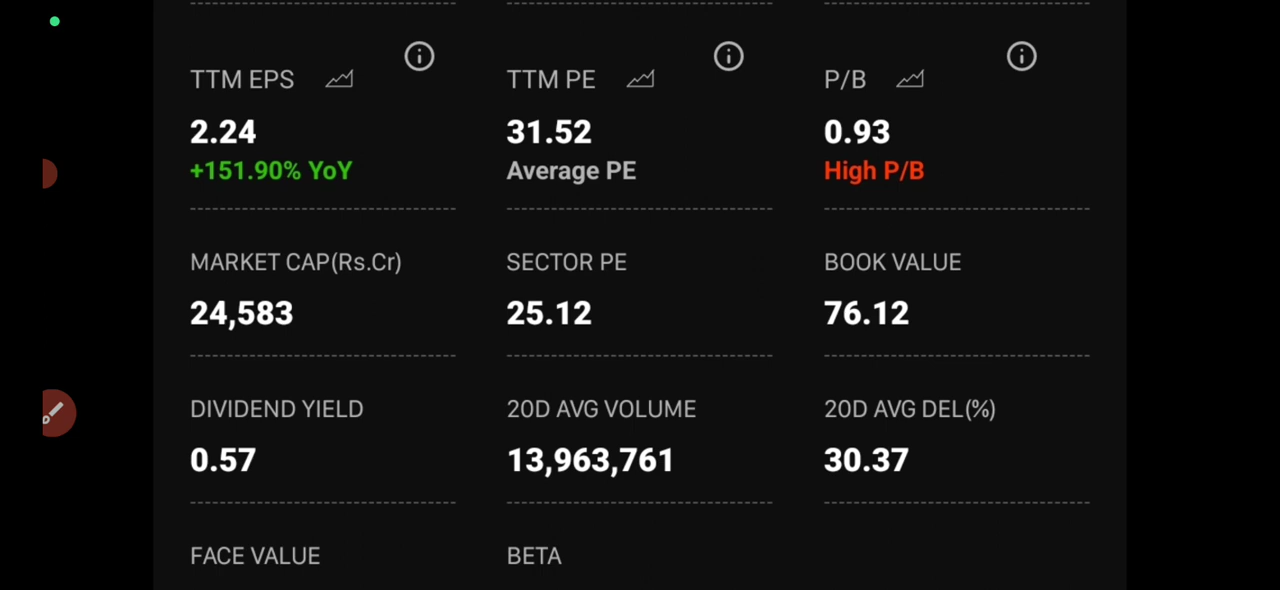 TTM EPS TTM PE P/B
2.24 31.52 0.93
+151.90% YoY Average PE High P/B
MARKET CAP(Rs.Cr) SECTOR PE BOOK VALUE
24,583 25.12 76.12
DIVIDEND YIELD 20D AVG VOLUME 20D AVG DEL(%)
0.57 13,963,761 30.37
FACE VALUE BETA